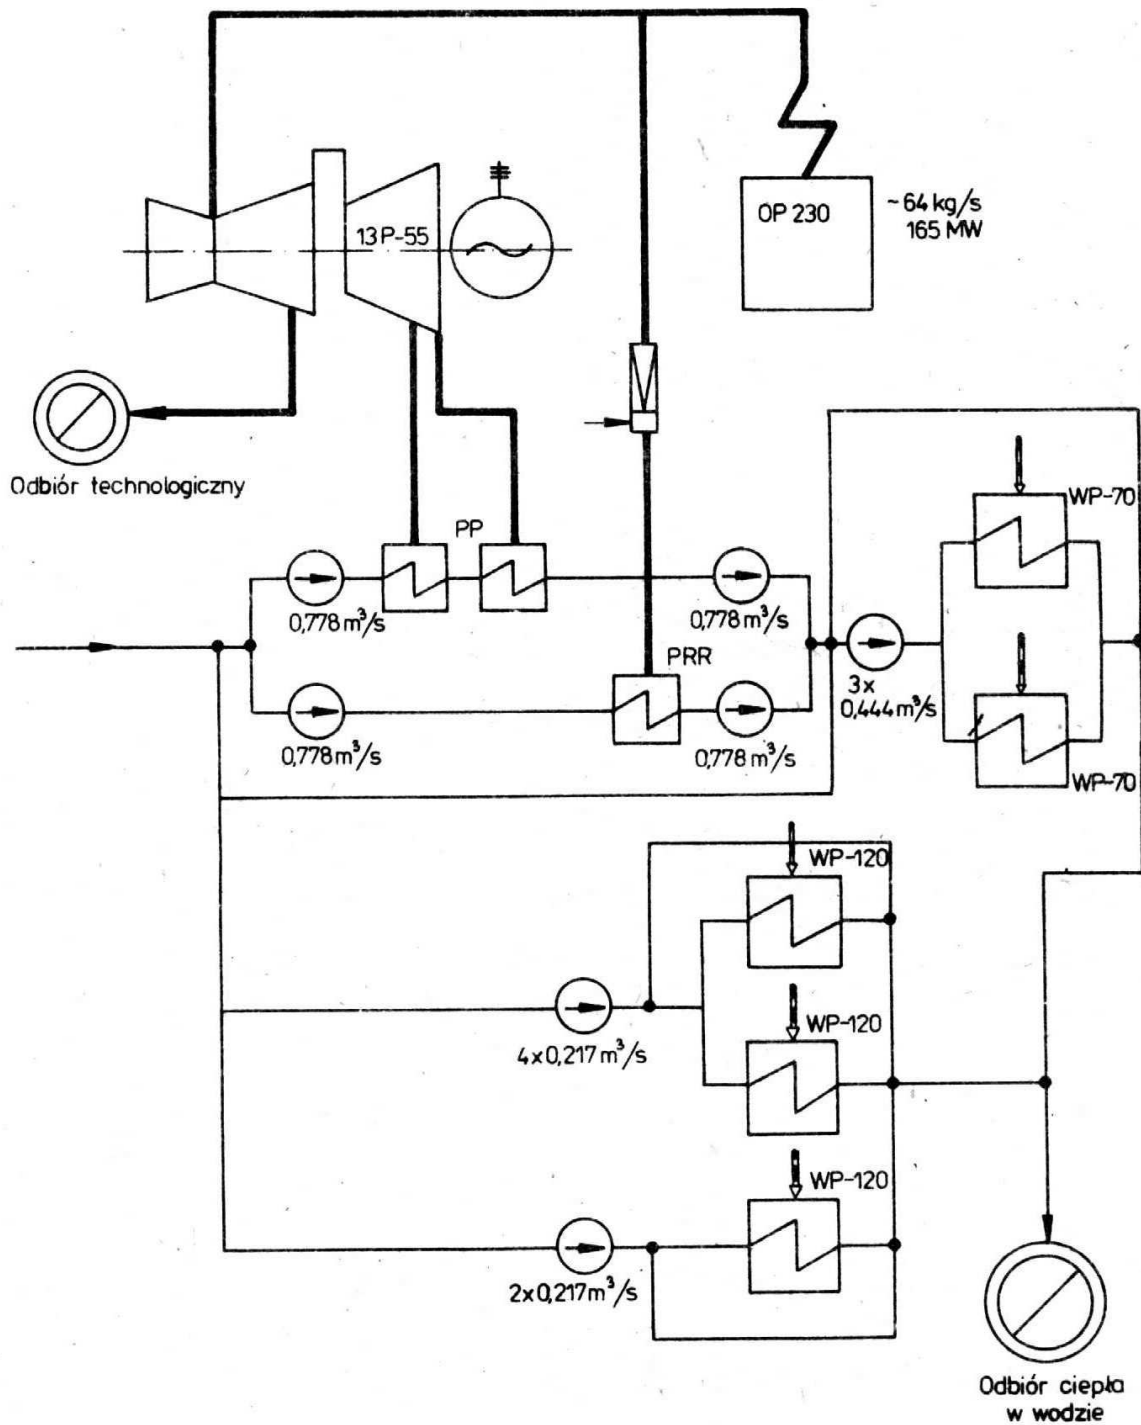 OP 230
~64 kg/s
165 MW
13P-55
Odbiór technologiczny
PP
WP-70
0,778 m³/s
0,778 m³/s
PRR
3x
0,444 m³/s
0,778 m³/s
0,778 m³/s
WP-70
WP-120
WP-120
4x0,217 m³/s
WP-120
2x0,217 m³/s
Odbiór ciepła
w wodzie